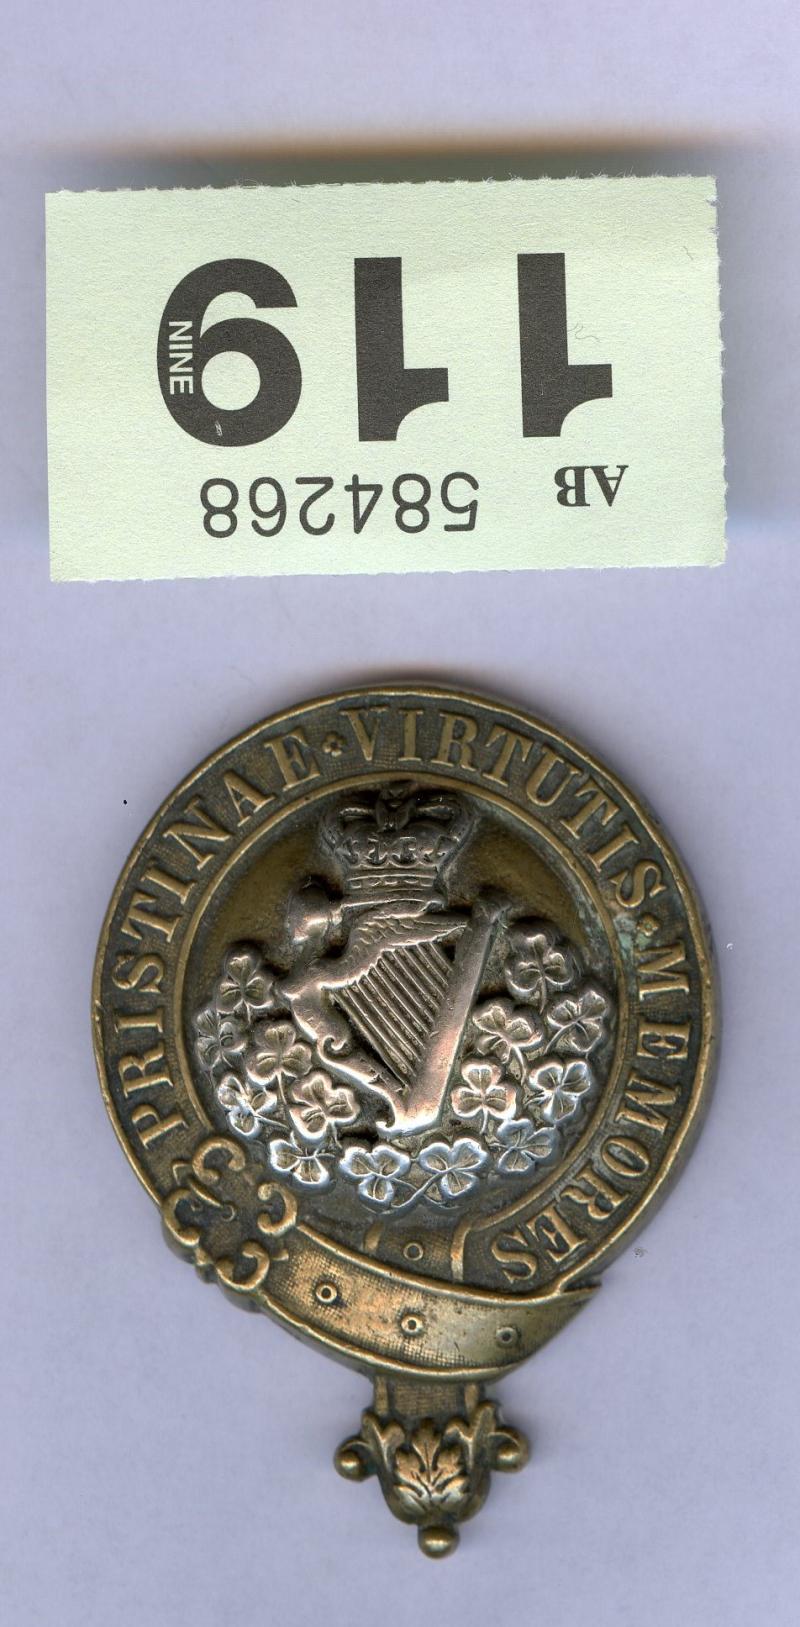 AB 584268
119
NINE
PRISTINAE VIRTUTIS MEMORES